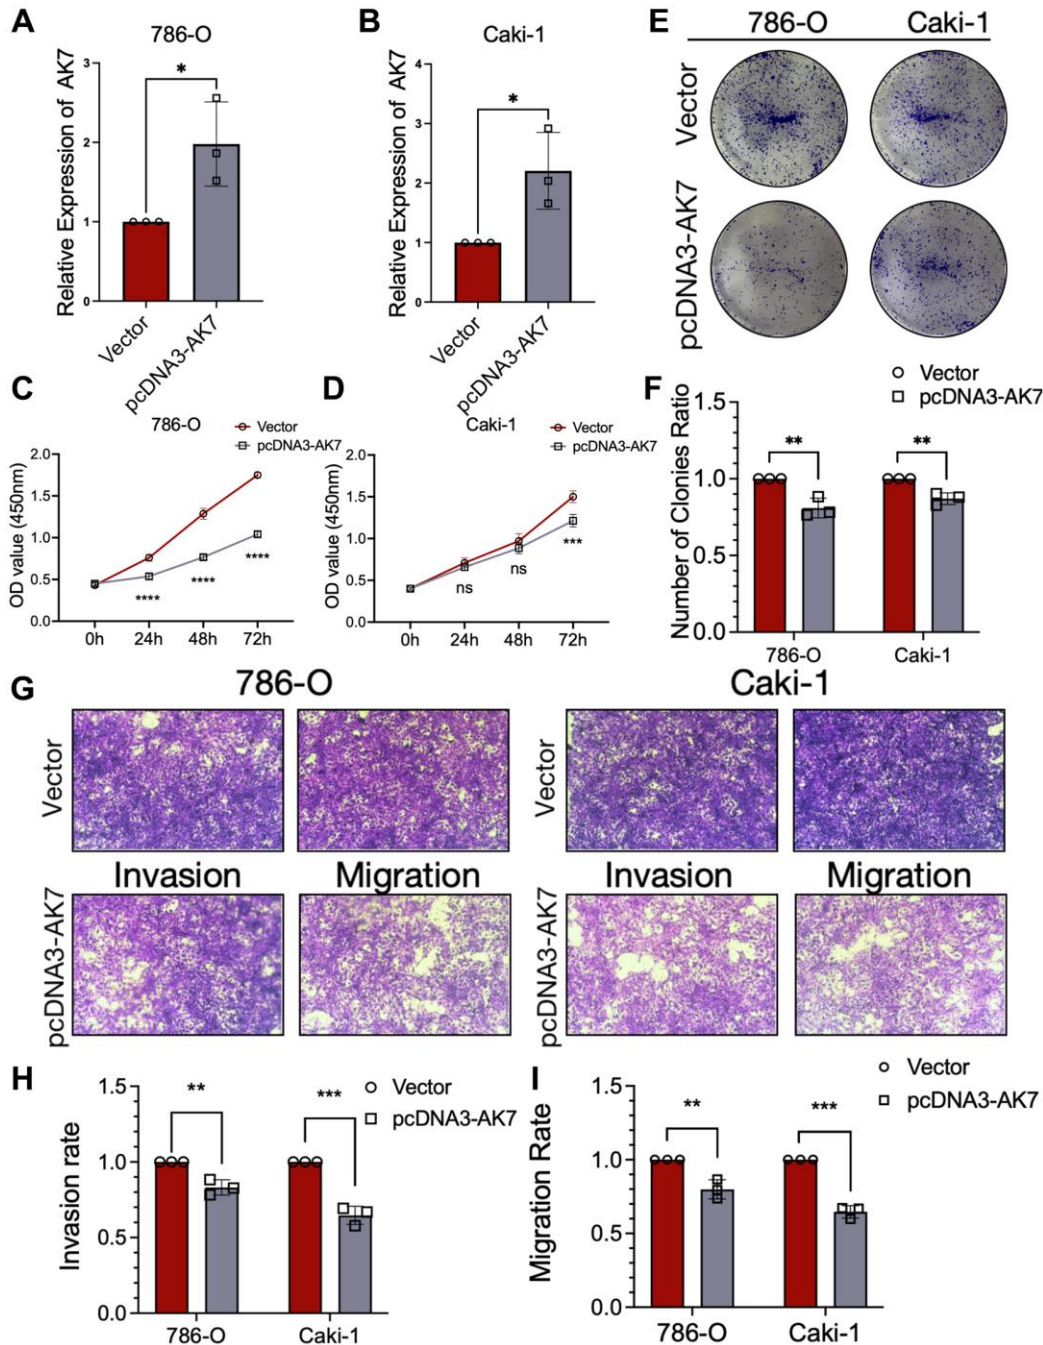 A
786-O
Relative Expression of AK7
3
2
1
0
*
Vector
pcDNA3-AK7
B
Caki-1
Relative Expression of AK7
4
3
2
1
0
*
Vector
pcDNA3-AK7
E
786-O Caki-1
Vector
pcDNA3-AK7
C
786-O
Vector
pcDNA3-AK7
OD value (450nm)
2.0
1.5
1.0
0.5
0.0
****
****
****
0h 24h 48h 72h
D
Caki-1
Vector
pcDNA3-AK7
OD value (450nm)
2.0
1.5
1.0
0.5
0.0
ns
ns
***
0h 24h 48h 72h
F
Vector
pcDNA3-AK7
Number of Clonies Ratio
1.5
1.0
0.5
0.0
**
**
786-O Caki-1
G
786-O Caki-1
Vector
Vector
Invasion Migration Invasion Migration
pcDNA3-AK7
H
Vector
pcDNA3-AK7
Invasion rate
1.5
1.0
0.5
0.0
**
***
786-O Caki-1
I
Vector
pcDNA3-AK7
Migration Rate
1.5
1.0
0.5
0.0
**
***
786-O Caki-1